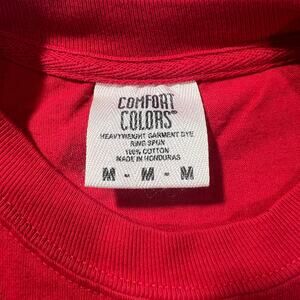 COMFORT
COLORS®
HEAVYWEIGHT GARMENT DYE
RING SPUN
100% COTTON
MADE IN HONDURAS
M - M - M